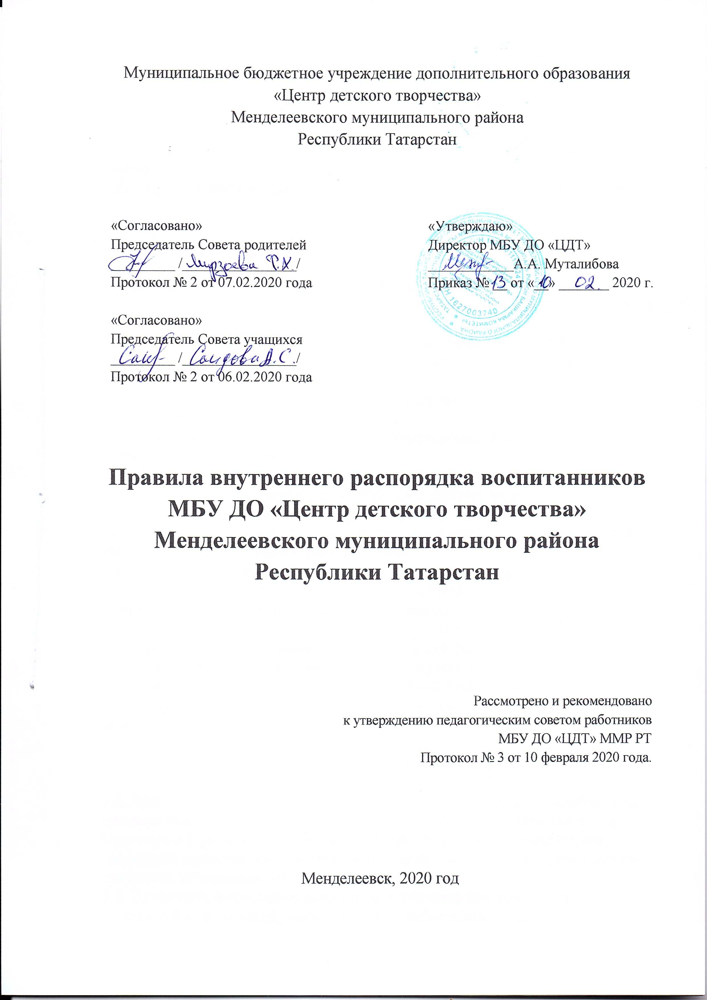 Муниципальное бюджетное учреждение дополнительного образования
«Центр детского творчества»
Менделеевского муниципального района
Республики Татарстан
«Согласовано»
Председатель Совета родителей
/ Мирзоева Ф.Х. /
Протокол № 2 от 07.02.2020 года
«Согласовано»
Председатель Совета учащихся
/ Саидова А.С. /
Протокол № 2 от 06.02.2020 года
«Утверждаю»
Директор МБУ ДО «ЦДТ»
А.А. Муталибова
Приказ № 13 от «10» 02. 2020 г.
1627003740
Правила внутреннего распорядка воспитанников
МБУ ДО «Центр детского творчества»
Менделеевского муниципального района
Республики Татарстан
Рассмотрено и рекомендовано
к утверждению педагогическим советом работников
МБУ ДО «ЦДТ» ММР РТ
Протокол № 3 от 10 февраля 2020 года.
Менделеевск, 2020 год